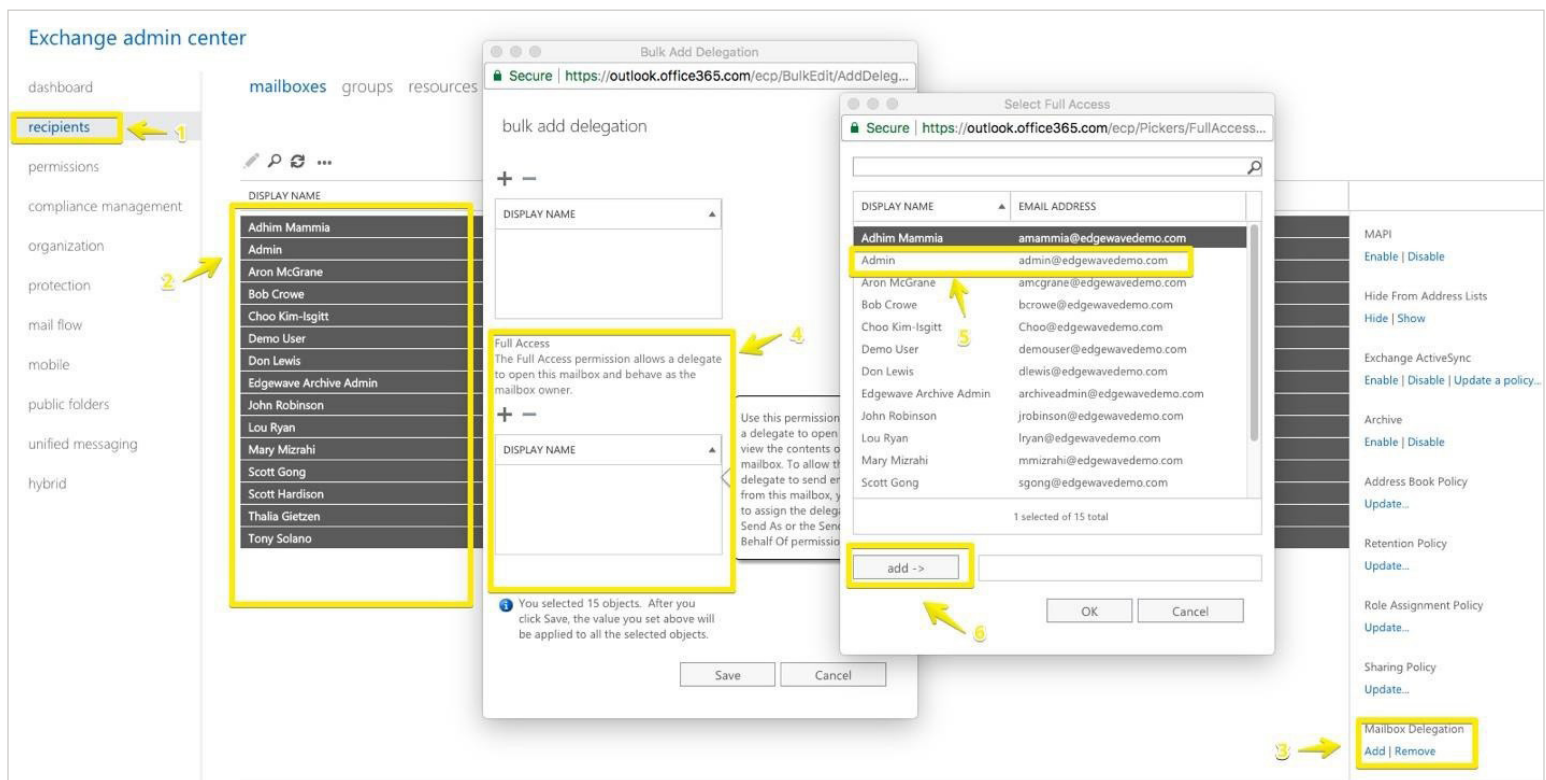 Exchange admin center
dashboard
recipients
permissions
compliance management
organization
protection
mail flow
mobile
public folders
unified messaging
hybrid
1
mailboxes groups resources
...
DISPLAY NAME
Adhim Mammia
Admin
Aron McGrane
Bob Crowe
Choo Kim-Isgitt
Demo User
Don Lewis
Edgewave Archive Admin
John Robinson
Lou Ryan
Mary Mizrahi
Scott Gong
Scott Hardison
Thalia Gietzen
Tony Solano
2
Bulk Add Delegation
Secure | https://outlook.office365.com/ecp/BulkEdit/AddDeleg...
bulk add delegation
DISPLAY NAME
Full Access
The Full Access permission allows a delegate
to open this mailbox and behave as the
mailbox owner.
DISPLAY NAME
4
You selected 15 objects. After you
click Save, the value you set above will
be applied to all the selected objects.
Save Cancel
Use this permission
a delegate to open
view the contents
mailbox. To allow
delegate to send
from this mailbox,
to assign the
Send As or the
Behalf Of
Select Full Access
Secure | https://outlook.office365.com/ecp/Pickers/FullAccess...
DISPLAY NAME EMAIL ADDRESS
Adhim Mammia amammia@edgewavedemo.com
Admin admin@edgewavedemo.com
Aron McGrane amcgrane@edgewavedemo.com
Bob Crowe bcrowe@edgewavedemo.com
Choo Kim-Isgitt Choo@edgewavedemo.com
Demo User demouser@edgewavedemo.com
Don Lewis dlewis@edgewavedemo.com
Edgewave Archive Admin archiveadmin@edgewavedemo.com
John Robinson jrobinson@edgewavedemo.com
Lou Ryan lryan@edgewavedemo.com
Mary Mizrahi mmizrahi@edgewavedemo.com
Scott Gong sgong@edgewavedemo.com
5
1 selected of 15 total
add ->
OK Cancel
6
MAPI
Enable | Disable
Hide From Address Lists
Hide | Show
Exchange ActiveSync
Enable | Disable | Update a policy...
Archive
Enable | Disable
Address Book Policy
Update...
Retention Policy
Update...
Role Assignment Policy
Update...
Sharing Policy
Update...
Mailbox Delegation
Add | Remove
3